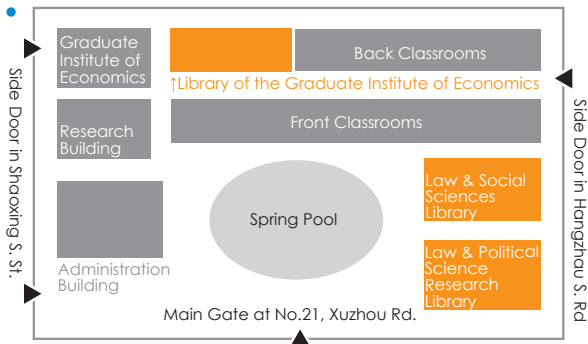 Graduate
Institute of
Economics
Back Classrooms
↑Library of the Graduate Institute of Economics
Research
Building
Front Classrooms
Side Door in Shaoxing S. St.
Side Door in Hangzhau S. Rd
Law & Social
Sciences
Library
Spring Pool
Law & Political
Science
Research
Library
Administration
Building
Main Gate at No.21, Xuzhou Rd.